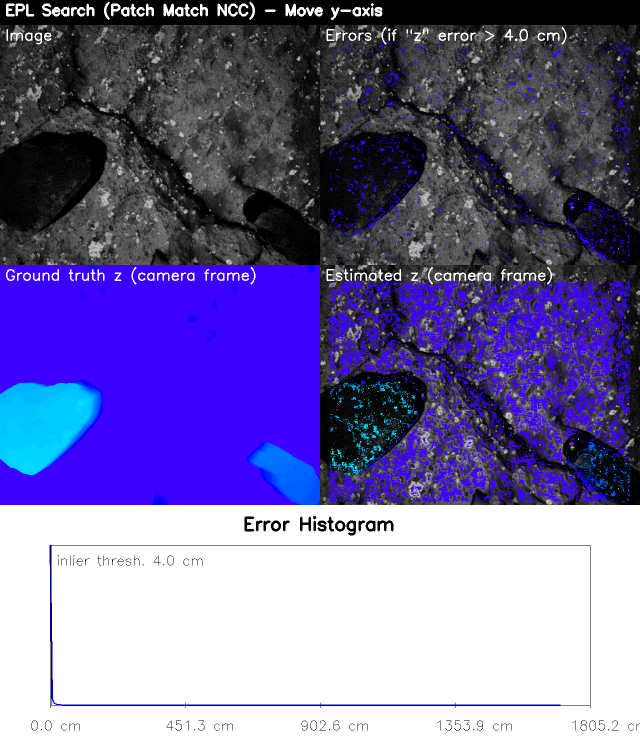 EPL Search (Patch Match NCC) - Move y-axis
Image
Errors (if "z" error > 4.0 cm)
Ground truth z (camera frame)
Estimated z (camera frame)
Error Histogram
inlier thresh. 4.0 cm
0.0 cm
451.3 cm
902.6 cm
1353.9 cm
1805.2 cr